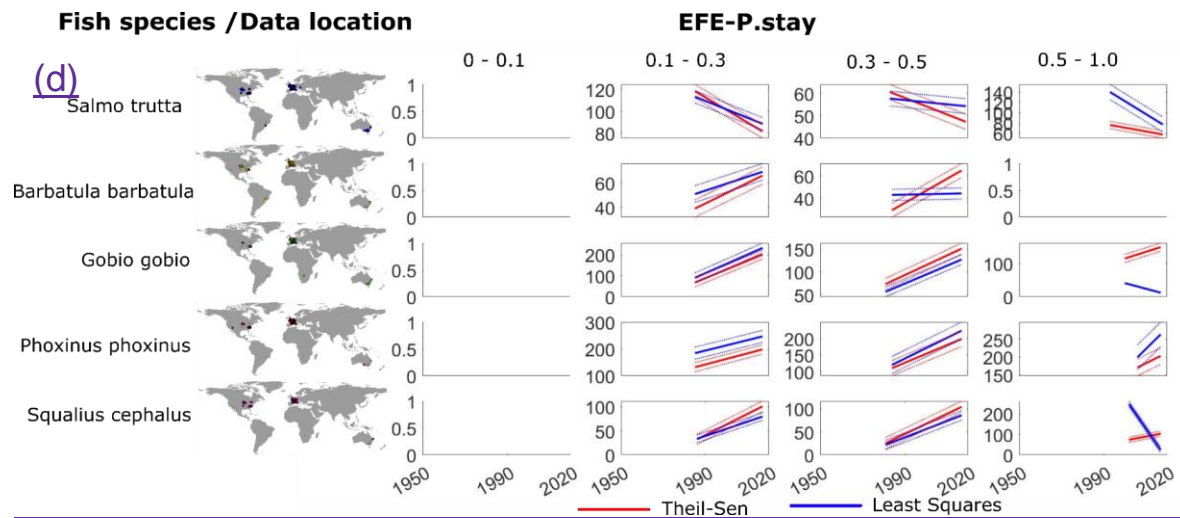 Fish species /Data location EFE-P.stay
(d) 0 - 0.1 0.1 - 0.3 0.3 - 0.5 0.5 - 1.0
Salmo trutta
1 0.5 0
120 100 80
60 50 40
140 120 100 80 60
Barbatula barbatula
1 0.5 0
60 40
60 40
1 0.5 0
Gobio gobio
1 0.5 0
200 100 0
150 100 50
100 0
Phoxinus phoxinus
1 0.5 0
300 200 100
200 150 100
250 200 150
Squalius cephalus
1 0.5 0
100 50 0
100 50 0
200 100 0
1950 1990 2020 1950 1990 2020 1950 1990 2020 1950 1990 2020
Theil-Sen Least Squares